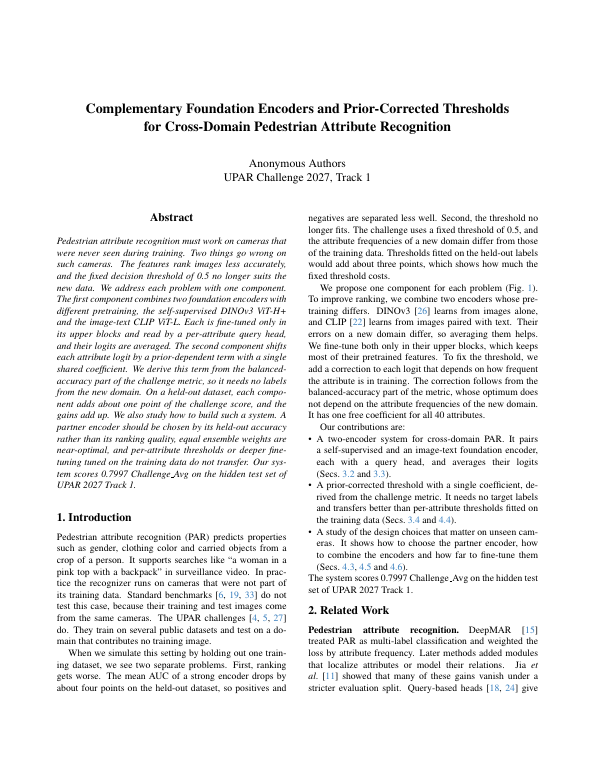 Complementary Foundation Encoders and Prior-Corrected Thresholds
for Cross-Domain Pedestrian Attribute Recognition
Anonymous Authors
UPAR Challenge 2027, Track 1
Abstract
Pedestrian attribute recognition must work on cameras that
were never seen during training. Two things go wrong on
such cameras. The features rank images less accurately,
and the fixed decision threshold of 0.5 no longer suits the
new data. We address each problem with one component.
The first component combines two foundation encoders with
different pretraining, the self-supervised DINOv3 ViT-H+
and the image-text CLIP ViT-L. Each is fine-tuned only in
its upper blocks and read by a per-attribute query head,
and their logits are averaged. The second component shifts
each attribute logit by a prior-dependent term with a single
shared coefficient. We derive this term from the balanced-
accuracy part of the challenge metric, so it needs no labels
from the new domain. On a held-out dataset, each compo-
nent adds about one point of the challenge score, and the
gains add up. We also study how to build such a system. A
partner encoder should be chosen by its held-out accuracy
rather than its ranking quality, equal ensemble weights are
near-optimal, and per-attribute thresholds or deeper fine-
tuning tuned on the training data do not transfer. Our sys-
tem scores 0.7997 Challenge_Avg on the hidden test set of
UPAR 2027 Track 1.
1. Introduction
Pedestrian attribute recognition (PAR) predicts properties
such as gender, clothing color and carried objects from a
crop of a person. It supports searches like “a woman in a
pink top with a backpack” in surveillance video. In prac-
tice the recognizer runs on cameras that were not part of
its training data. Standard benchmarks [6, 19, 33] do not
test this case, because their training and test images come
from the same cameras. The UPAR challenges [4, 5, 27]
do. They train on several public datasets and test on a do-
main that contributes no training image.
When we simulate this setting by holding out one train-
ing dataset, we see two separate problems. First, ranking
gets worse. The mean AUC of a strong encoder drops by
about four points on the held-out dataset, so positives and
negatives are separated less well. Second, the threshold no
longer fits. The challenge uses a fixed threshold of 0.5, and
the attribute frequencies of a new domain differ from those
of the training data. Thresholds fitted on the held-out labels
would add about three points, which shows how much the
fixed threshold costs.
We propose one component for each problem (Fig. 1).
To improve ranking, we combine two encoders whose pre-
training differs. DINOv3 [26] learns from images alone,
and CLIP [22] learns from images paired with text. Their
errors on a new domain differ, so averaging them helps.
We fine-tune both only in their upper blocks, which keeps
most of their pretrained features. To fix the threshold, we
add a correction to each logit that depends on how frequent
the attribute is in training. The correction follows from the
balanced-accuracy part of the metric, whose optimum does
not depend on the attribute frequencies of the new domain.
It has one free coefficient for all 40 attributes.
Our contributions are:
• A two-encoder system for cross-domain PAR. It pairs
a self-supervised and an image-text foundation encoder,
each with a query head, and averages their logits
(Secs. 3.2 and 3.3).
• A prior-corrected threshold with a single coefficient, de-
rived from the challenge metric. It needs no target labels
and transfers better than per-attribute thresholds fitted on
the training data (Secs. 3.4 and 4.4).
• A study of the design choices that matter on unseen cam-
eras. It shows how to choose the partner encoder, how
to combine the encoders and how far to fine-tune them
(Secs. 4.3, 4.5 and 4.6).
The system scores 0.7997 Challenge_Avg on the hidden test
set of UPAR 2027 Track 1.
2. Related Work
Pedestrian attribute recognition. DeepMAR [15]
treated PAR as multi-label classification and weighted the
loss by attribute frequency. Later methods added modules
that localize attributes or model their relations. Jia et
al. [11] showed that many of these gains vanish under a
stricter evaluation split. Query-based heads [18, 24] give